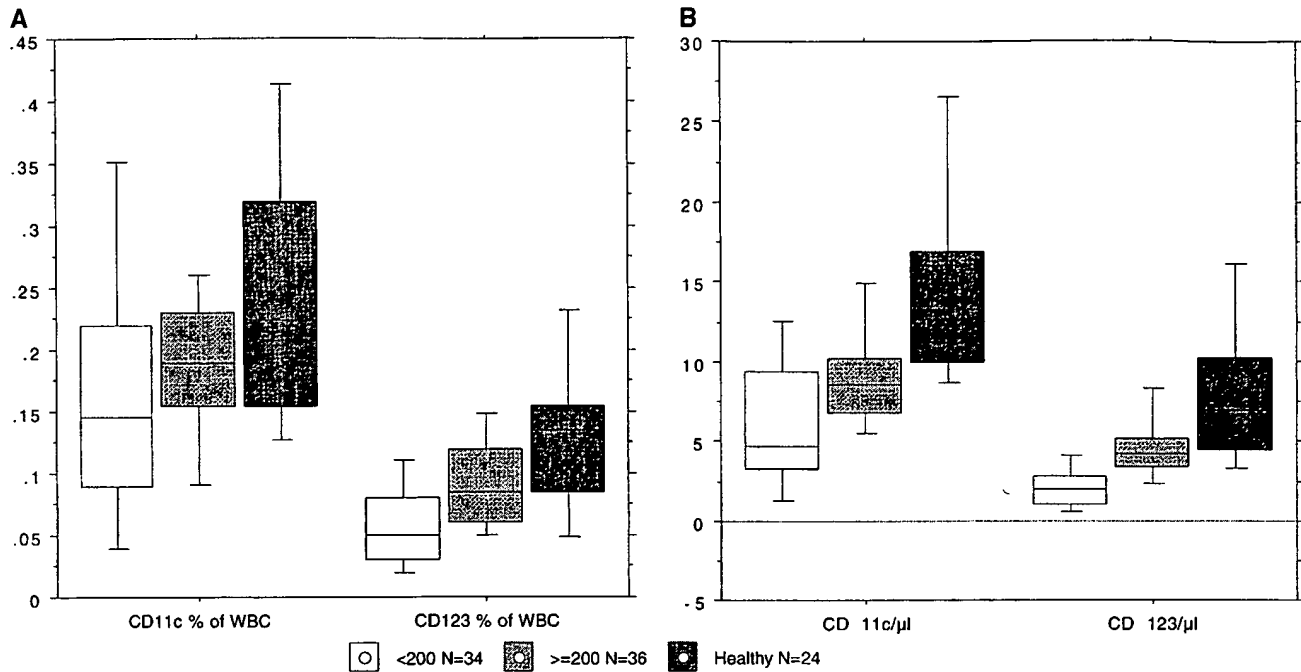 A
.45
.4
.35
.3
.25
.2
.15
.1
.05
0
CD11c % of WBC
CD123 % of WBC
B
30
25
20
15
10
5
0
-5
CD 11c/µl
CD 123/µl
<200 N=34
>=200 N=36
Healthy N=24